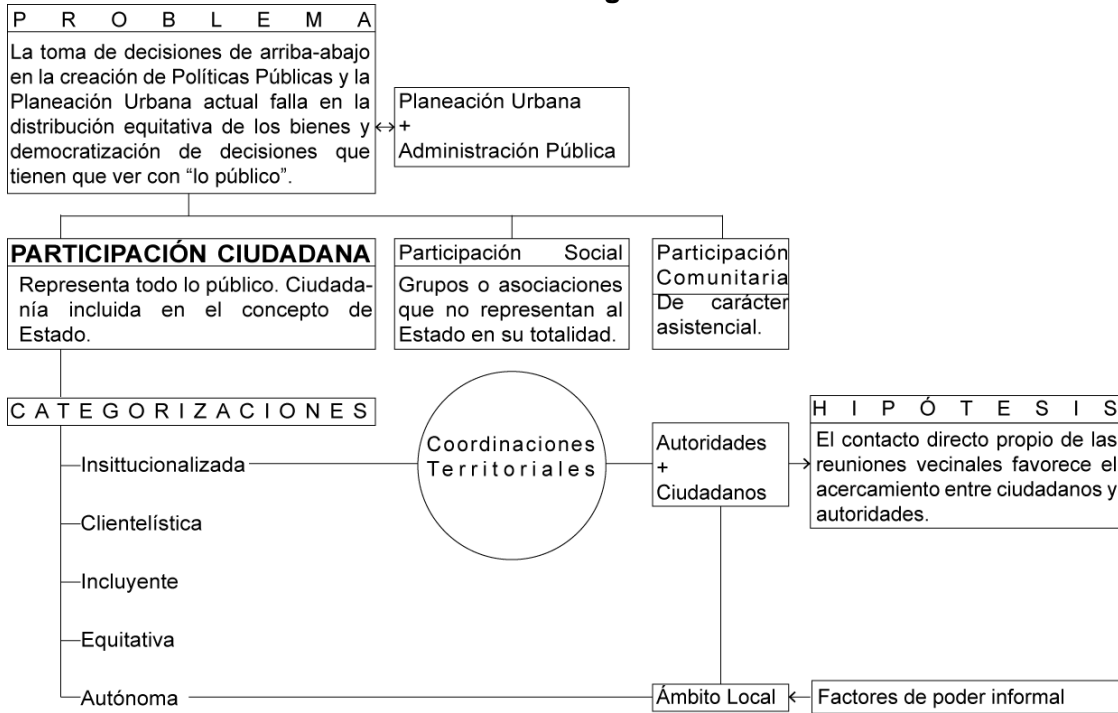 P R O B L E M A
La toma de decisiones de arriba-abajo
en la creación de Políticas Públicas y la
Planeación Urbana actual falla en la
distribución equitativa de los bienes y
democratización de decisiones que
tienen que ver con “lo público”.
Planeación Urbana
+
Administración Pública
PARTICIPACIÓN CIUDADANA
Representa todo lo público. Ciudada-
nía incluida en el concepto de
Estado.
Participación Social
Grupos o asociaciones
que no representan al
Estado en su totalidad.
Participación
Comunitaria
De carácter
asistencial.
C A T E G O R I Z A C I O N E S
Insittucionalizada
Clientelística
Incluyente
Equitativa
Autónoma
Coordinaciones
Territoriales
Autoridades
+
Ciudadanos
H I P Ó T E S I S
El contacto directo propio de las
reuniones vecinales favorece el
acercamiento entre ciudadanos y
autoridades.
Ámbito Local
Factores de poder informal